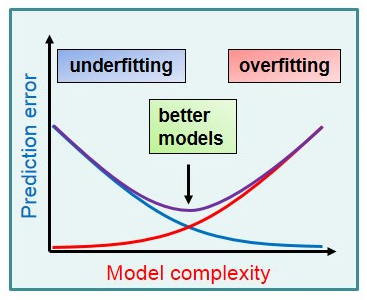 underfitting
overfitting
better
models
Prediction error
Model complexity